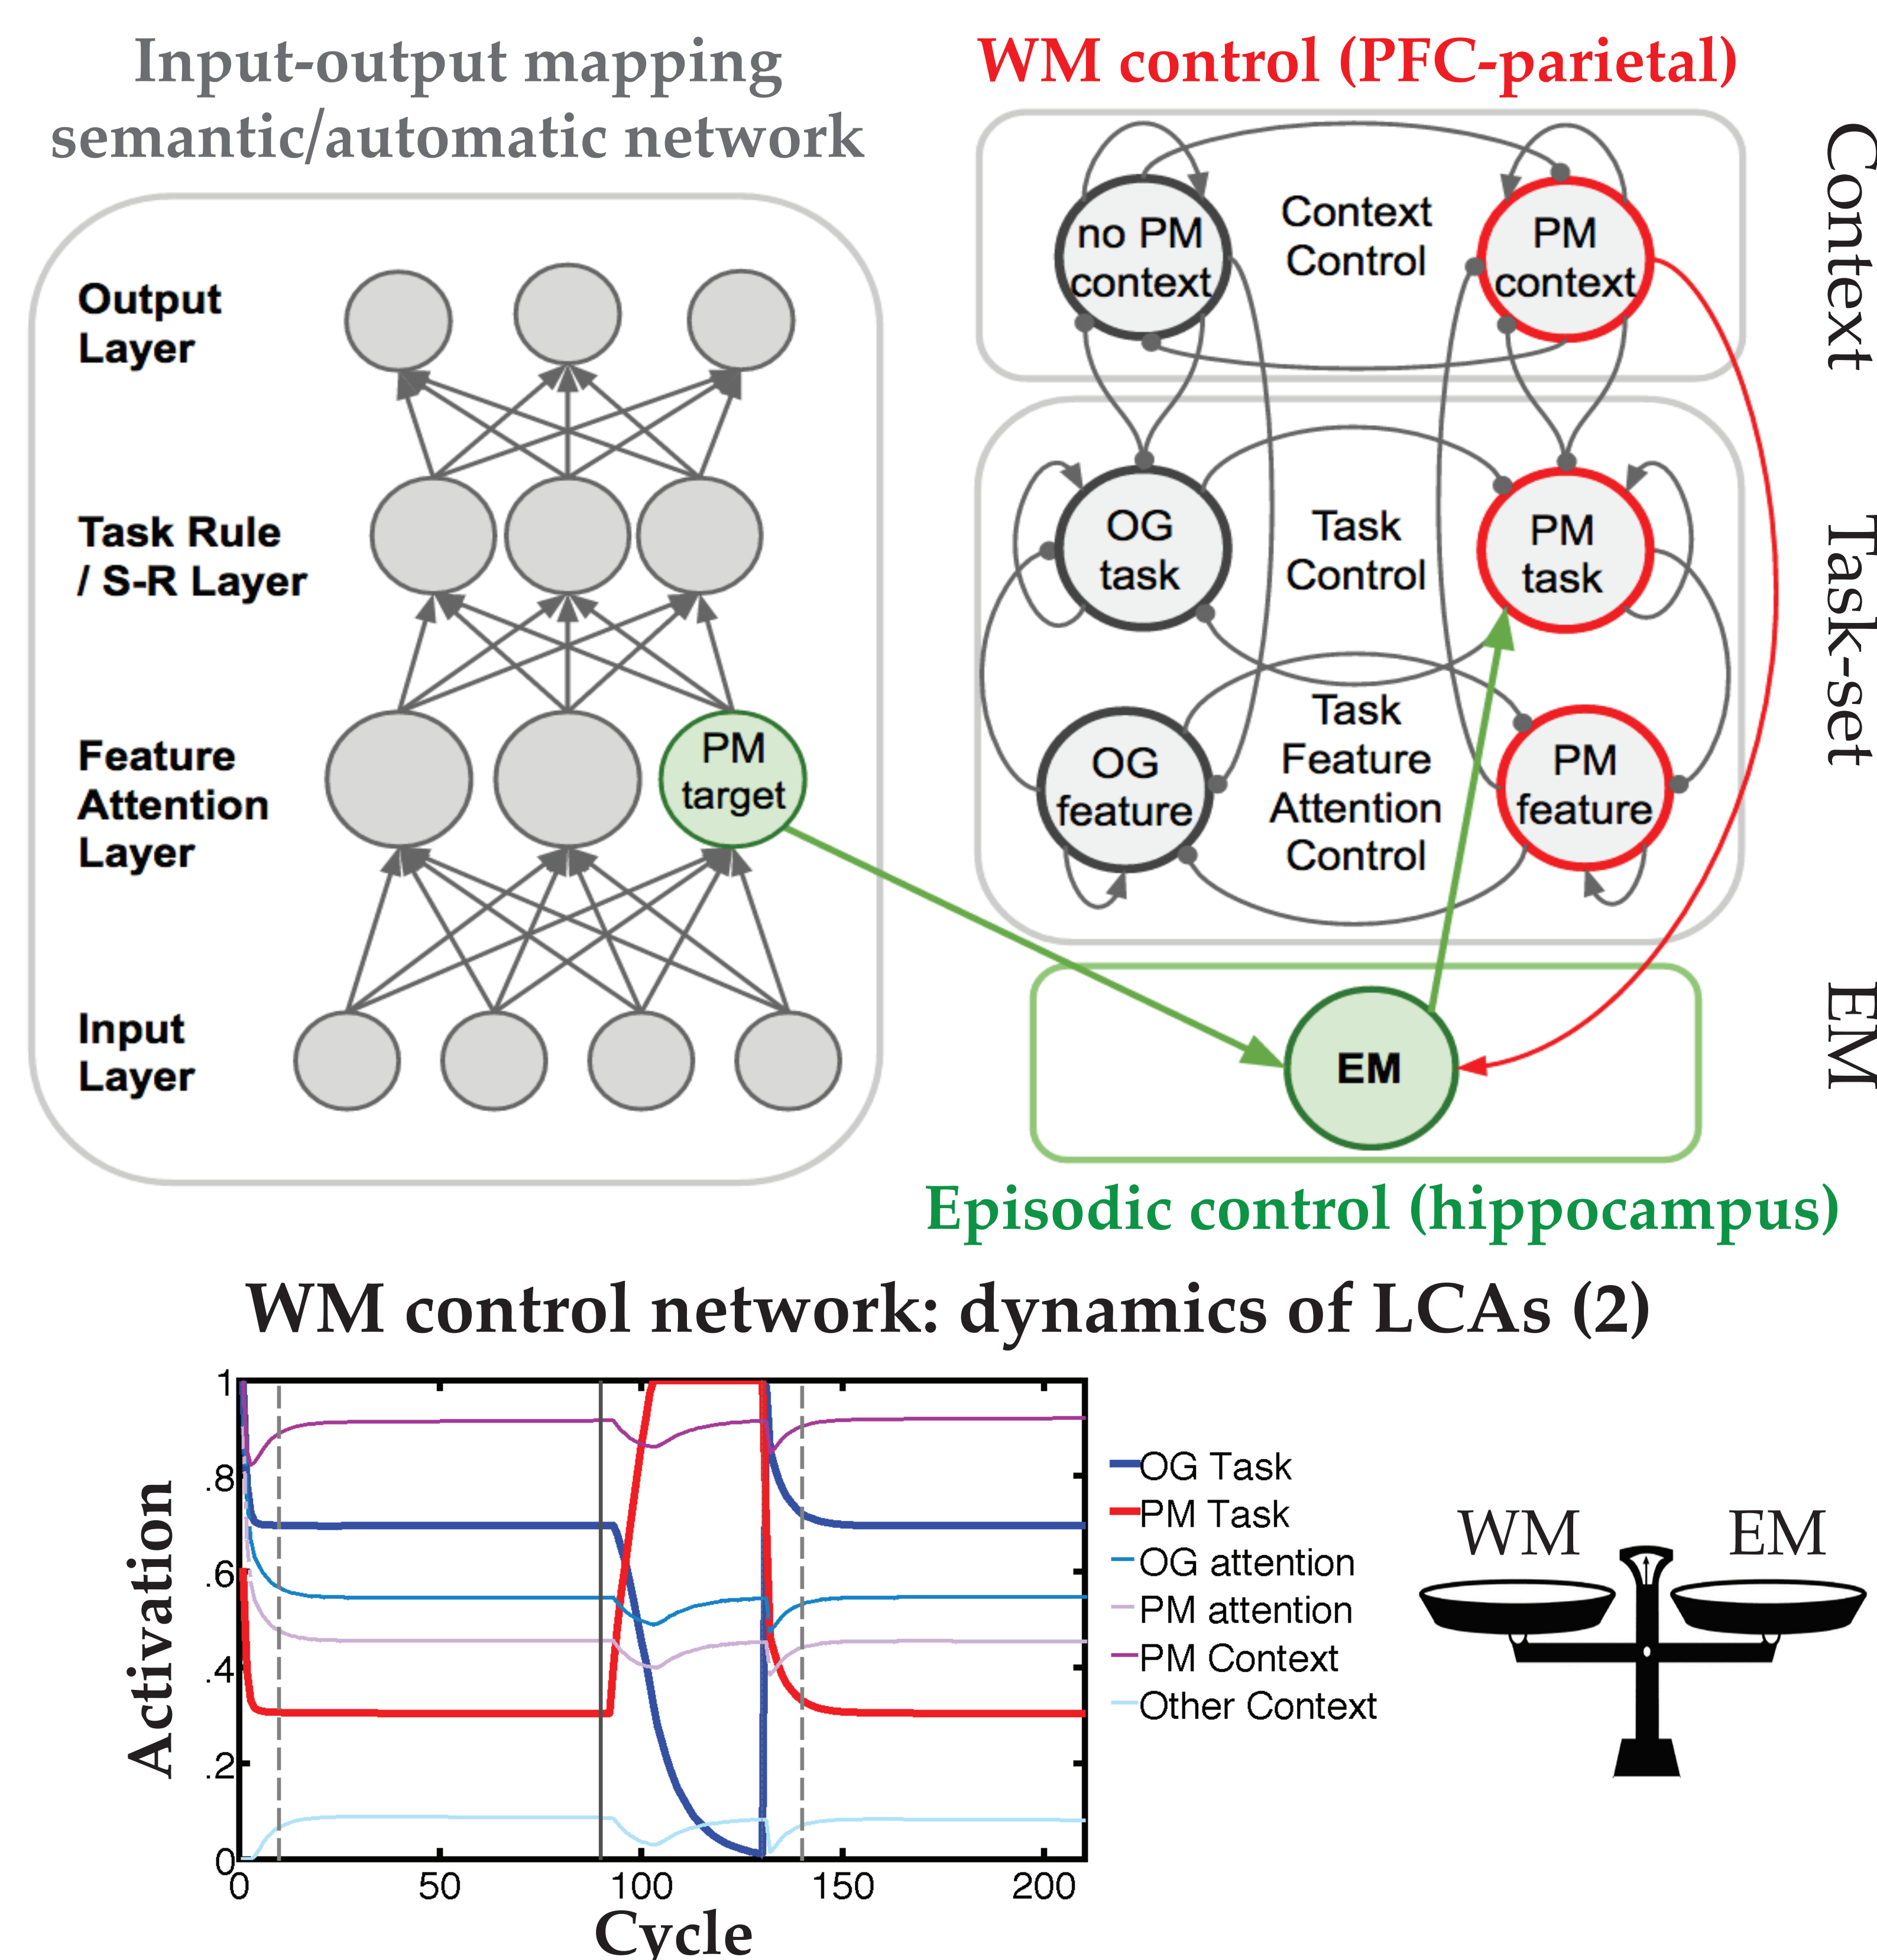 Input-output mapping
semantic/automatic network
WM control (PFC-parietal)
Output
Layer
Task Rule
/ S-R Layer
Feature
Attention
Layer
PM
target
Input
Layer
no PM
context
Context
Control
PM
context
Context
OG
task
Task
Control
PM
task
Task-set
OG
feature
Task
Feature
Attention
Control
PM
feature
EM
EM
Episodic control (hippocampus)
WM control network: dynamics of LCAs (2)
Activation
1
.8
.6
.4
.2
0
0
50
100
150
200
Cycle
OG Task
PM Task
OG attention
PM attention
PM Context
Other Context
WM
EM